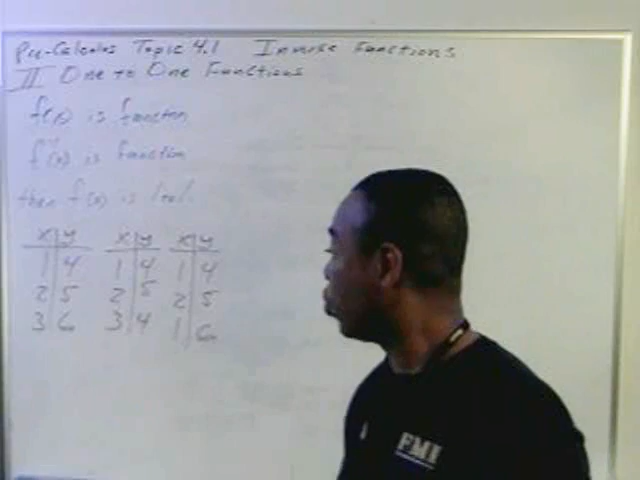 Pre-Calculus Topic 4.1 Inverse Functions
II One to One Functions
f(x) is function
f⁻¹(x) is function
then f(x) is 1 to 1.
x y x y x y
1 4 1 4 1 4
2 5 2 5 2 5
3 6 3 4 1 6
FMI